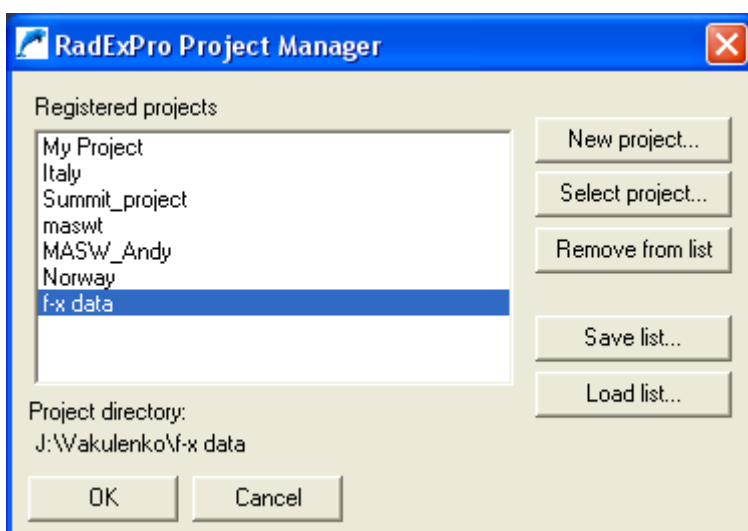 RadExPro Project Manager
Registered projects
My Project
Italy
Summit_project
maswt
MASW_Andy
Norway
f-x data
New project...
Select project...
Remove from list
Save list...
Load list...
Project directory:
J:\Vakulenko\f-x data
OK
Cancel